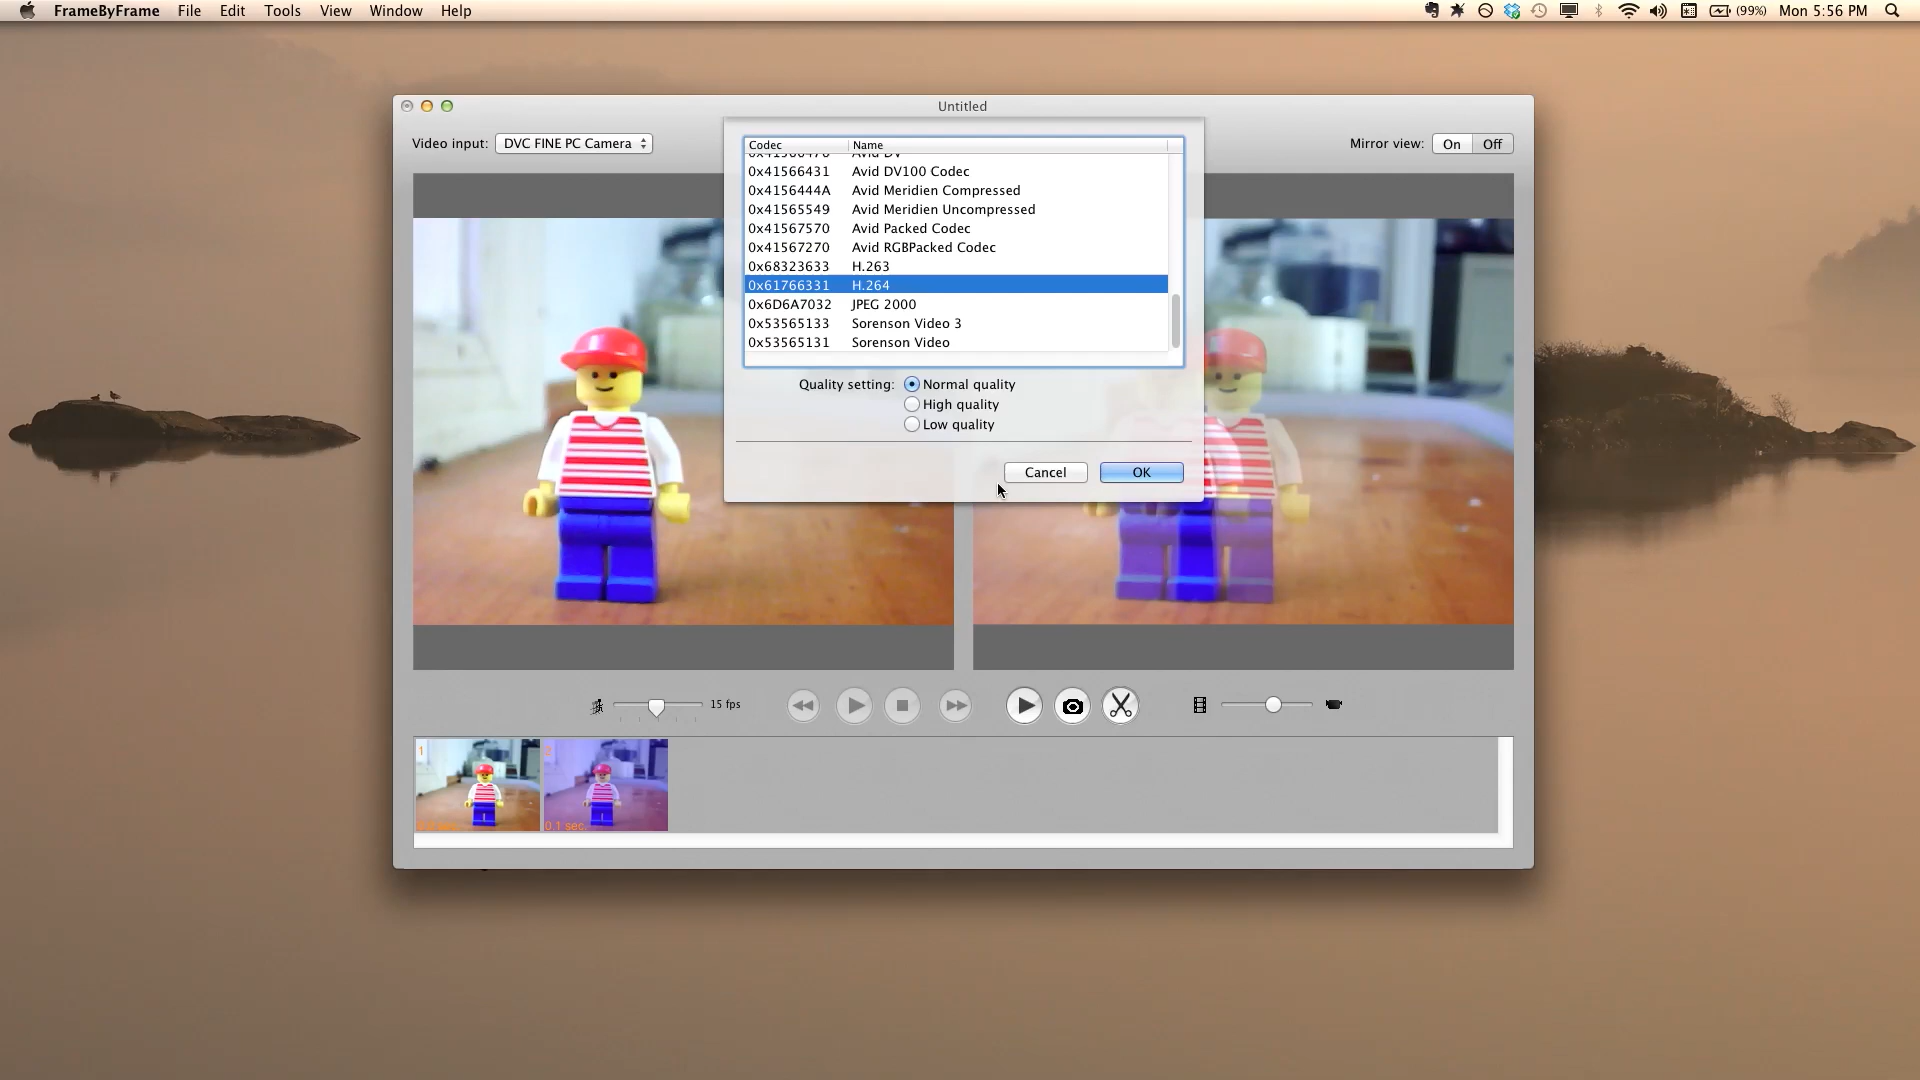 FrameByFrame File Edit Tools View Window Help (99%) Mon 5:56 PM
Untitled
Video input: DVC FINE PC Camera Mirror view: On Off
Codec Name
0x41566470 Avid DV
0x41566431 Avid DV100 Codec
0x4156444A Avid Meridien Compressed
0x41565549 Avid Meridien Uncompressed
0x41567570 Avid Packed Codec
0x41567270 Avid RGBPacked Codec
0x68323633 H.263
0x61766331 H.264
0x6D6A7032 JPEG 2000
0x53565133 Sorenson Video 3
0x53565131 Sorenson Video
Quality setting: Normal quality
High quality
Low quality
Cancel OK
15 fps
1 2
0.1 sec.